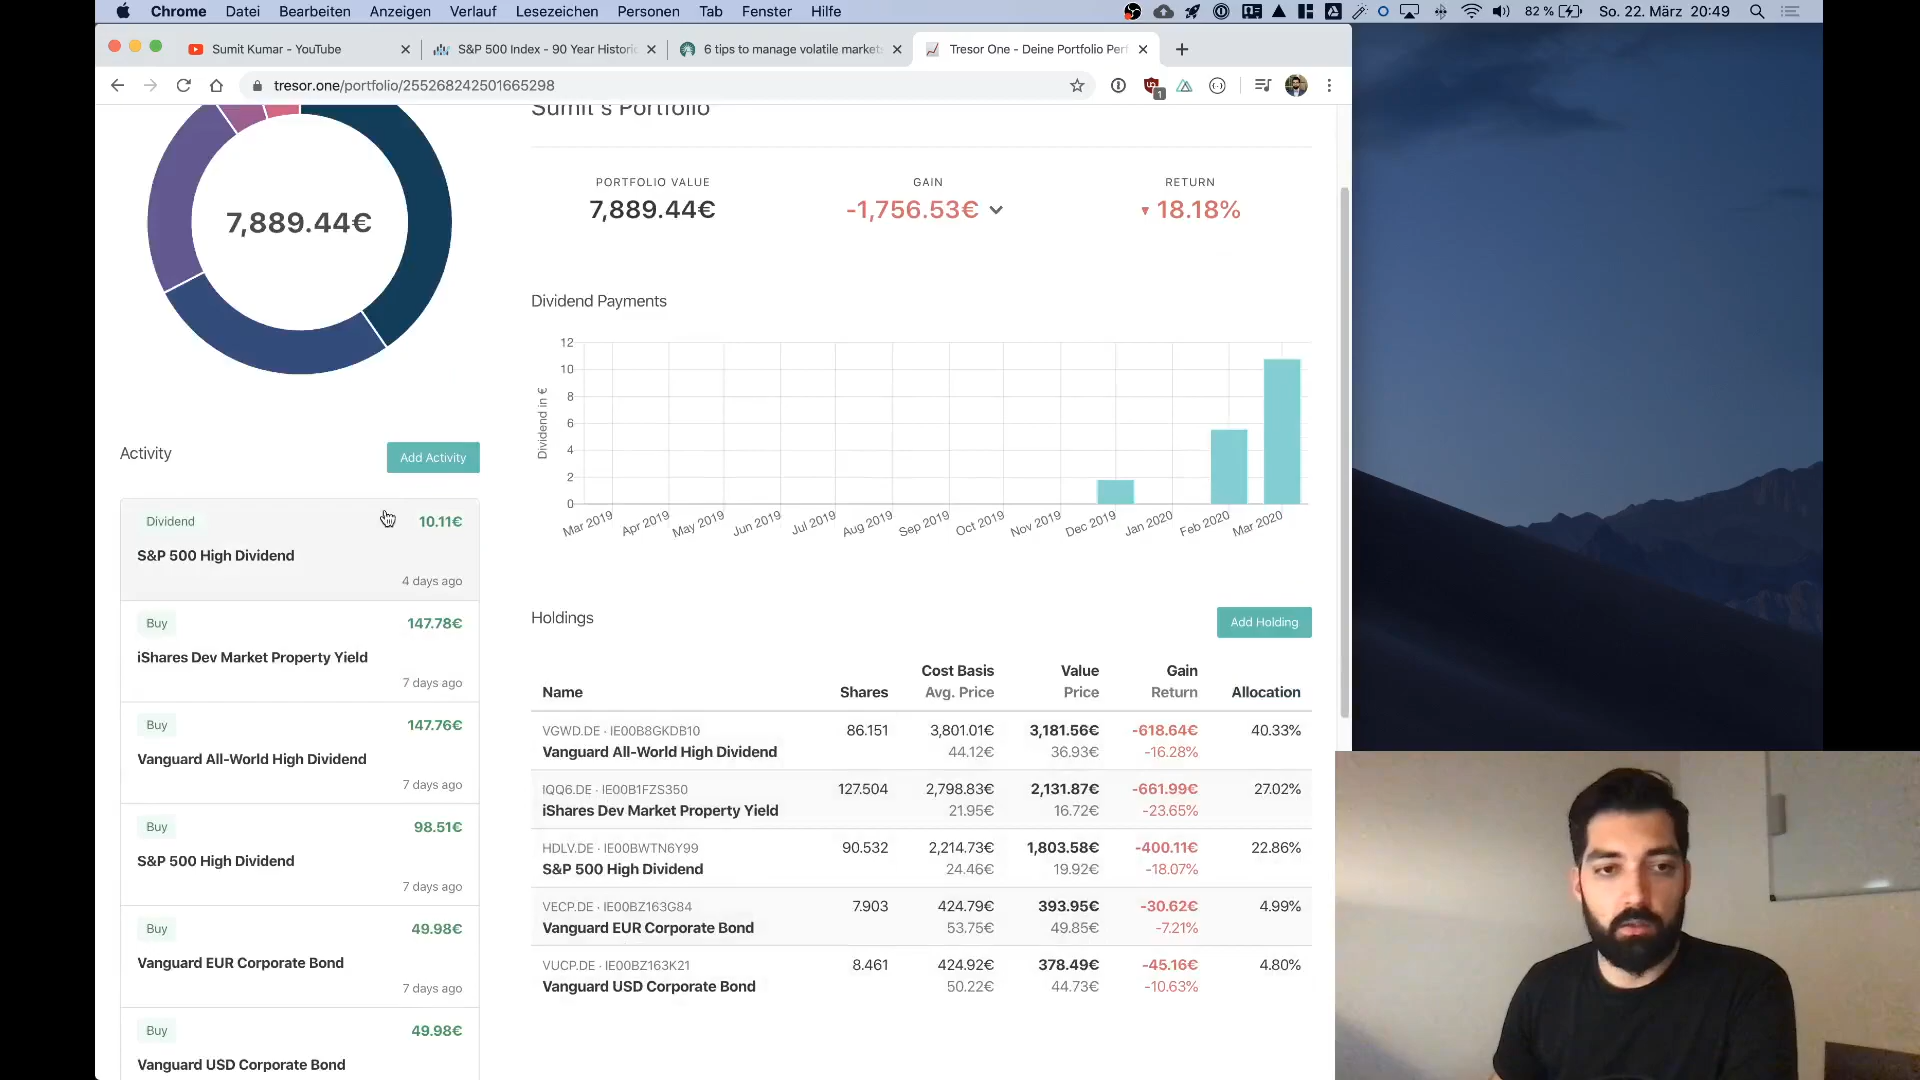 Chrome Datei Bearbeiten Anzeigen Verlauf Lesezeichen Personen Tab Fenster Hilfe 82 % So. 22. März 20:49
Sumit Kumar - YouTube S&P 500 Index - 90 Year Historic 6 tips to manage volatile market Tresor One - Deine Portfolio Perf
tresor.one/portfolio/255268242501665298 1
Sumit's Portfolio
PORTFOLIO VALUE GAIN RETURN
7,889.44€ -1,756.53€ 18.18%
7,889.44€
Dividend Payments
Dividend in €
12
10
8
6
4
2
0
Mar 2019 Apr 2019 May 2019 Jun 2019 Jul 2019 Aug 2019 Sep 2019 Oct 2019 Nov 2019 Dec 2019 Jan 2020 Feb 2020 Mar 2020
Activity Add Activity
Dividend 10.11€
S&P 500 High Dividend
4 days ago
Buy 147.78€
iShares Dev Market Property Yield
7 days ago
Buy 147.76€
Vanguard All-World High Dividend
7 days ago
Buy 98.51€
S&P 500 High Dividend
7 days ago
Buy 49.98€
Vanguard EUR Corporate Bond
7 days ago
Buy 49.98€
Vanguard USD Corporate Bond
Holdings Add Holding
Cost Basis Value Gain
Name Shares Avg. Price Price Return Allocation
VGWD.DE · IE00B8GKDB10 86.151 3,801.01€ 3,181.56€ -618.64€ 40.33%
Vanguard All-World High Dividend 44.12€ 36.93€ -16.28%
IQQ6.DE · IE00B1FZS350 127.504 2,798.83€ 2,131.87€ -661.99€ 27.02%
iShares Dev Market Property Yield 21.95€ 16.72€ -23.65%
HDLV.DE · IE00BWTN6Y99 90.532 2,214.73€ 1,803.58€ -400.11€ 22.86%
S&P 500 High Dividend 24.46€ 19.92€ -18.07%
VECP.DE · IE00BZ163G84 7.903 424.79€ 393.95€ -30.62€ 4.99%
Vanguard EUR Corporate Bond 53.75€ 49.85€ -7.21%
VUCP.DE · IE00BZ163K21 8.461 424.92€ 378.49€ -45.16€ 4.80%
Vanguard USD Corporate Bond 50.22€ 44.73€ -10.63%